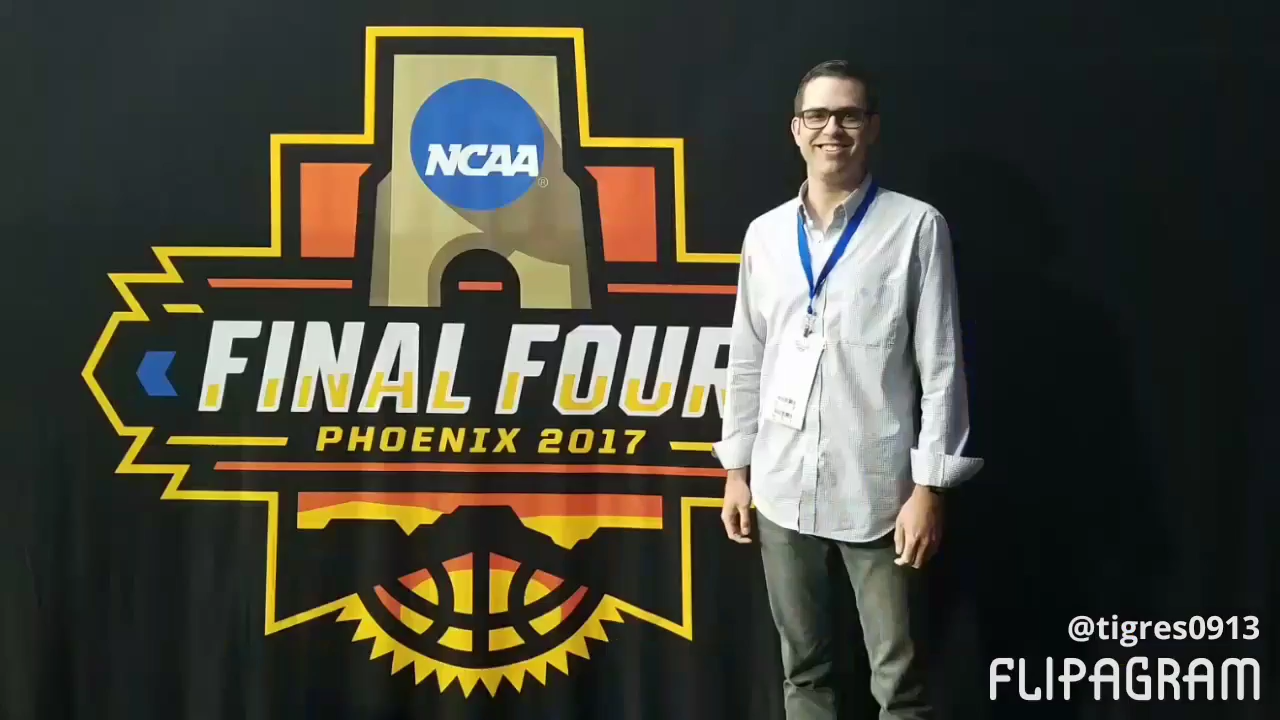 NCAA
®
FINAL FOUR
PHOENIX 2017
@tigres0913
FLIPAGRAM